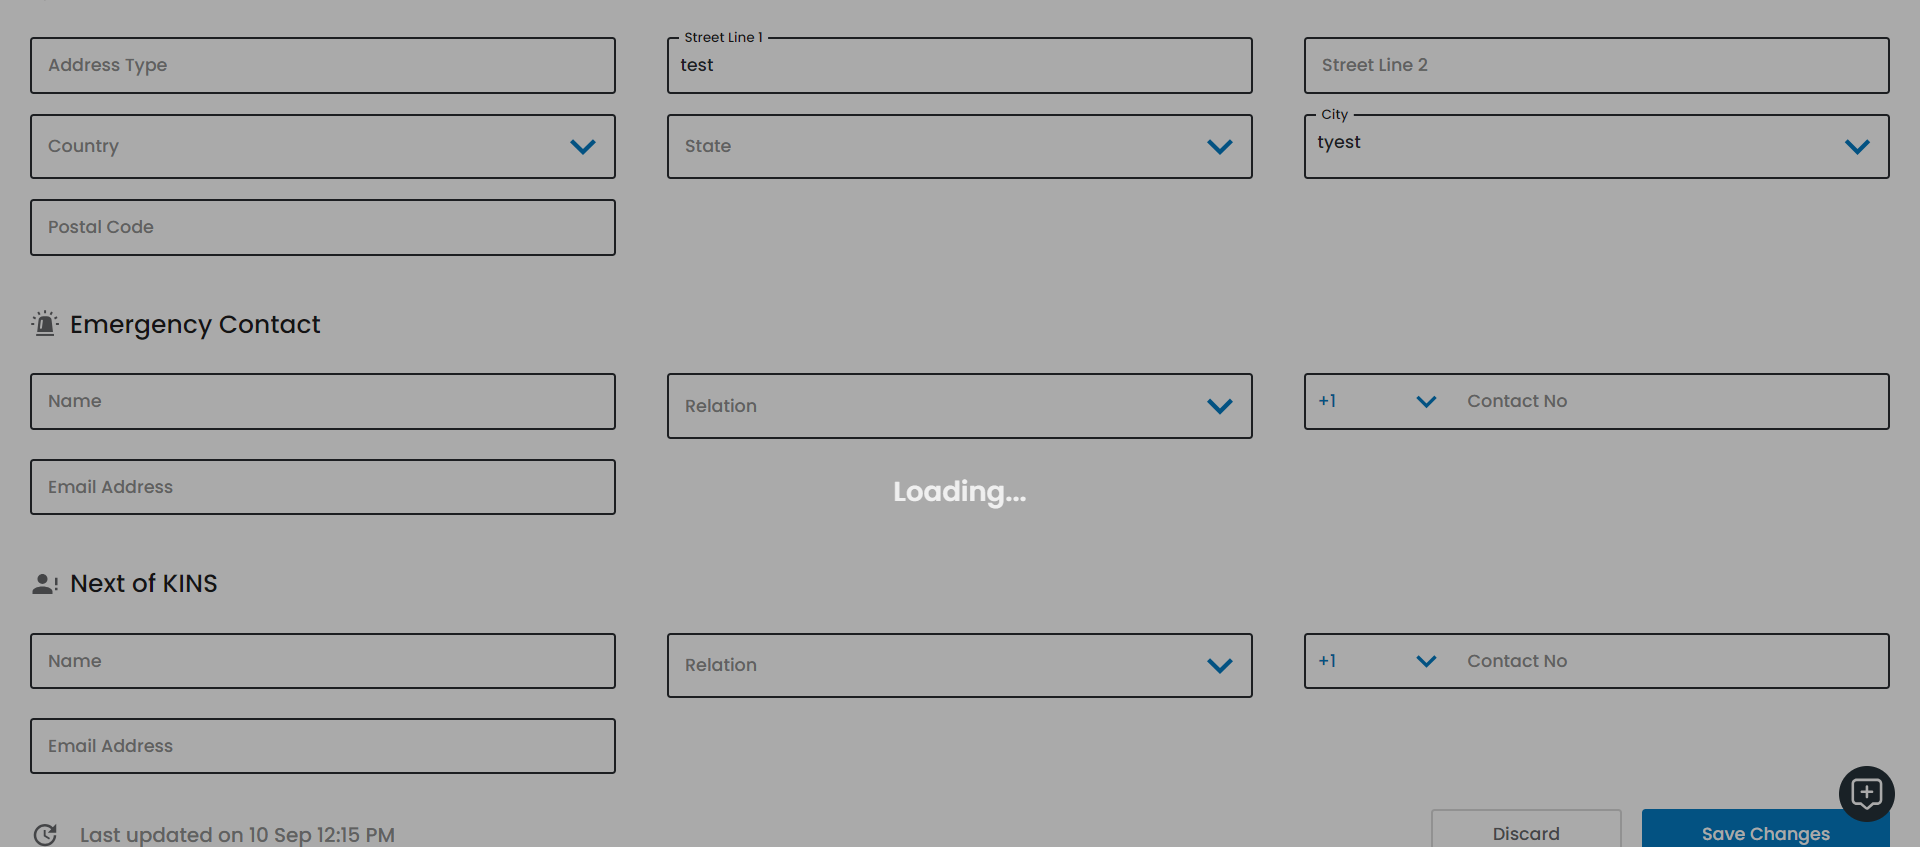 Address Type
Street Line 1
test
Street Line 2
Country
State
City
tyest
Postal Code
Emergency Contact
Name
Relation
+1
Contact No
Email Address
Loading...
Next of KINS
Name
Relation
+1
Contact No
Email Address
Last updated on 10 Sep 12:15 PM
Discard
Save Changes